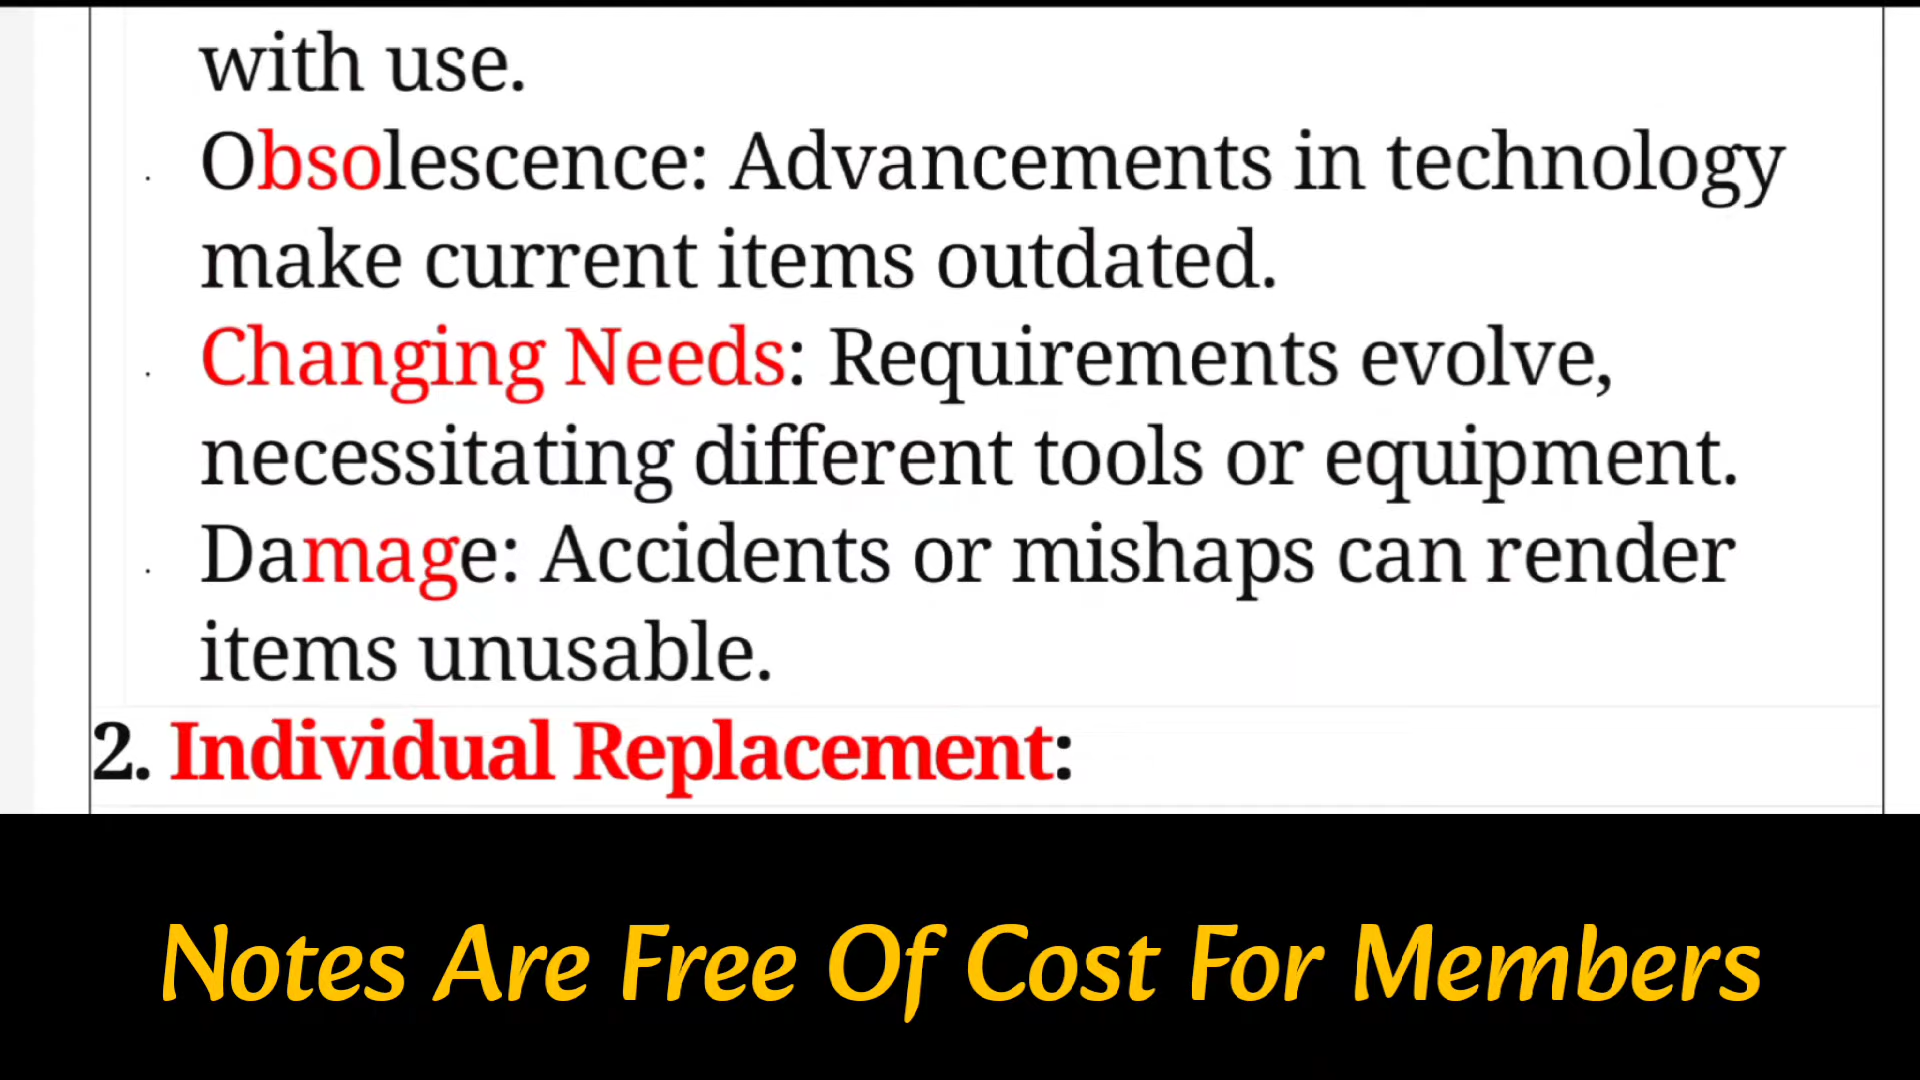 with use.
Obsolescence: Advancements in technology
make current items outdated.
Changing Needs: Requirements evolve,
necessitating different tools or equipment.
Damage: Accidents or mishaps can render
items unusable.
2. Individual Replacement:
Notes Are Free Of Cost For Members